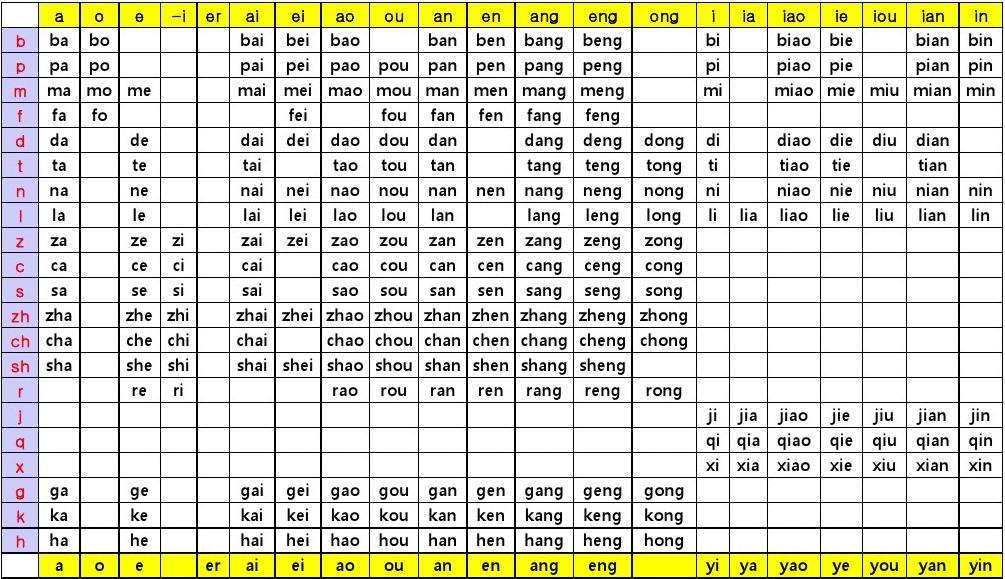 a o e –i er ai ei ao ou an en ang eng ong i ia iao ie iou ian in
b ba bo bai bei bao ban ben bang beng bi biao bie bian bin
p pa po pai pei pao pou pan pen pang peng pi piao pie pian pin
m ma mo me mai mei mao mou man men mang meng mi miao mie miu mian min
f fa fo fei fou fan fen fang feng
d da de dai dei dao dou dan dang deng dong di diao die diu dian
t ta te tai tao tou tan tang teng tong ti tiao tie tian
n na ne nai nei nao nou nan nen nang neng nong ni niao nie niu nian nin
l la le lai lei lao lou lan lang leng long li lia liao lie liu lian lin
z za ze zi zai zei zao zou zan zen zang zeng zong
c ca ce ci cai cao cou can cen cang ceng cong
s sa se si sai sao sou san sen sang seng song
zh zha zhe zhi zhai zhei zhao zhou zhan zhen zhang zheng zhong
ch cha che chi chai chao chou chan chen chang cheng chong
sh sha she shi shai shei shao shou shan shen shang sheng
r re ri rao rou ran ren rang reng rong
j ji jia jiao jie jiu jian jin
q qi qia qiao qie qiu qian qin
x xi xia xiao xie xiu xian xin
g ga ge gai gei gao gou gan gen gang geng gong
k ka ke kai kei kao kou kan ken kang keng kong
h ha he hai hei hao hou han hen hang heng hong
a o e er ai ei ao ou an en ang eng yi ya yao ye you yan yin